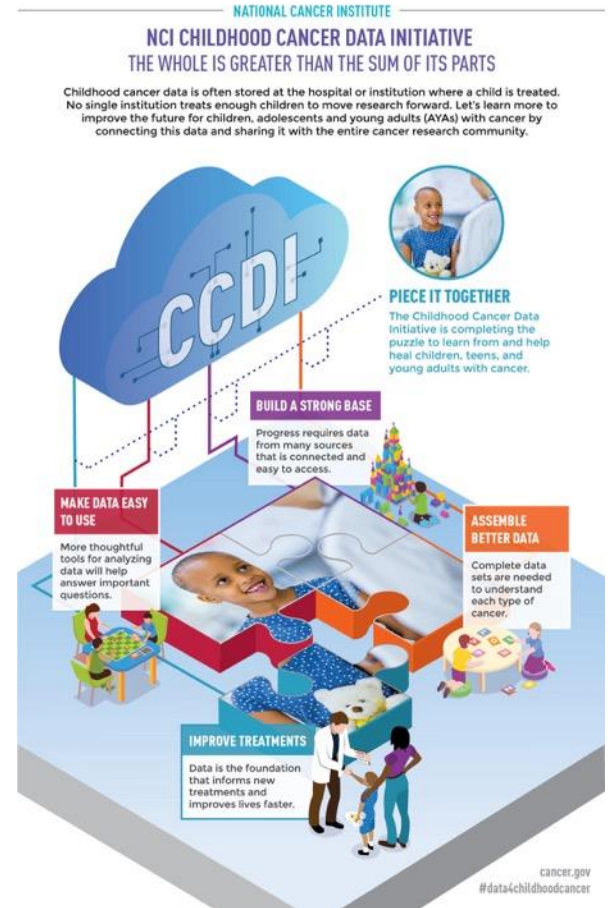 NATIONAL CANCER INSTITUTE
NCI CHILDHOOD CANCER DATA INITIATIVE
THE WHOLE IS GREATER THAN THE SUM OF ITS PARTS
Childhood cancer data is often stored at the hospital or institution where a child is treated.
No single institution treats enough children to move research forward. Let's learn more to
improve the future for children, adolescents and young adults (AYAs) with cancer by
connecting this data and sharing it with the entire cancer research community.
CCDI
PIECE IT TOGETHER
The Childhood Cancer Data
Initiative is completing the
puzzle to learn from and help
heal children, teens, and
young adults with cancer.
BUILD A STRONG BASE
Progress requires data
from many sources
that is connected and
easy to access.
MAKE DATA EASY
TO USE
More thoughtful
tools for analyzing
data will help
answer important
questions.
ASSEMBLE
BETTER DATA
Complete data
sets are needed
to understand
each type of
cancer.
IMPROVE TREATMENTS
Data is the foundation
that informs new
treatments and
improves lives faster.
cancer.gov
#data4childhoodcancer